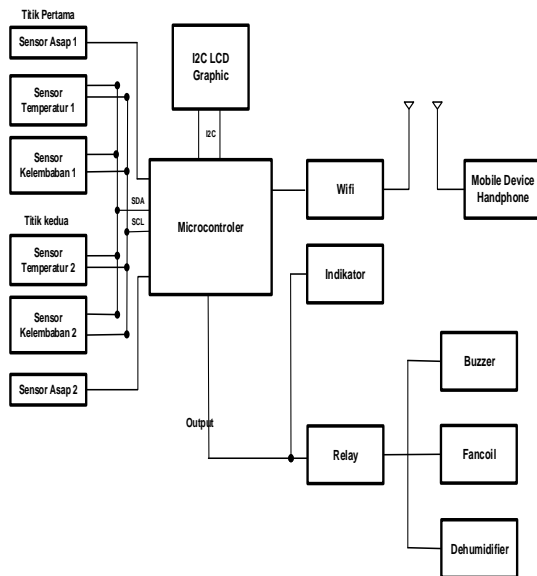 Titik Pertama
Sensor Asap 1
Sensor
Temperatur 1
Sensor
Kelembaban 1
Titik kedua
Sensor
Temperatur 2
Sensor
Kelembaban 2
Sensor Asap 2
I2C LCD
Graphic
I2C
SDA
SCL
Microcontroler
Wifi
Mobile Device
Handphone
Indikator
Output
Relay
Buzzer
Fancoil
Dehumidifier